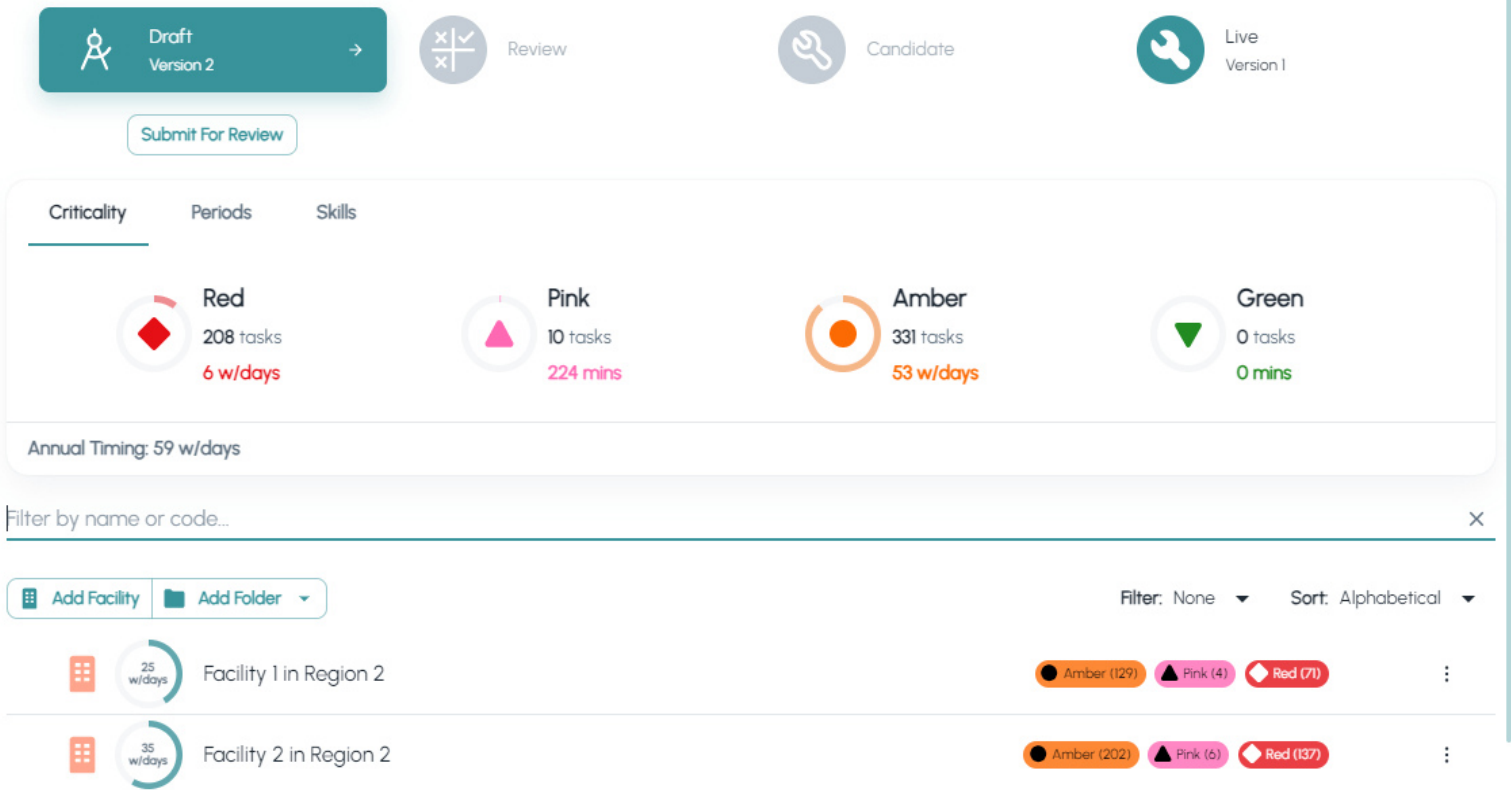 Draft
Version 2
Review
Candidate
Live
Version 1
Submit For Review
Criticality
Periods
Skills
Red
208 tasks
6 w/days
Pink
10 tasks
224 mins
Amber
331 tasks
53 w/days
Green
0 tasks
0 mins
Annual Timing: 59 w/days
Filter by name or code...
Add Facility
Add Folder
Filter: None
Sort: Alphabetical
25
w/days
Facility 1 in Region 2
Amber (129)
Pink (4)
Red (71)
35
w/days
Facility 2 in Region 2
Amber (202)
Pink (6)
Red (137)